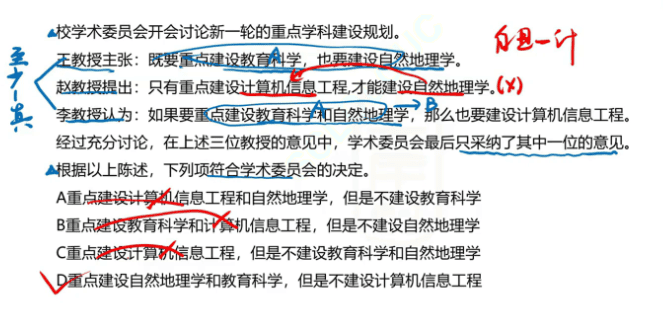 校学术委员会开会讨论新一轮的重点学科建设规划。
王教授主张：既要重点建设教育科学，也要建设自然地理学。
赵教授提出：只有重点建设计算机信息工程,才能建设自然地理学。(X)
李教授认为：如果要重点建设教育科学和自然地理学，那么也要建设计算机信息工程。
经过充分讨论，在上述三位教授的意见中，学术委员会最后只采纳了其中一位的意见。
根据以上陈述，下列项符合学术委员会的决定。
A重点建设计算机信息工程和自然地理学，但是不建设教育科学
B重点建设教育科学和计算机信息工程，但是不建设自然地理学
C重点建设计算机信息工程，但是不建设教育科学和自然地理学
D重点建设自然地理学和教育科学，但是不建设计算机信息工程
至少一真
A
A
B